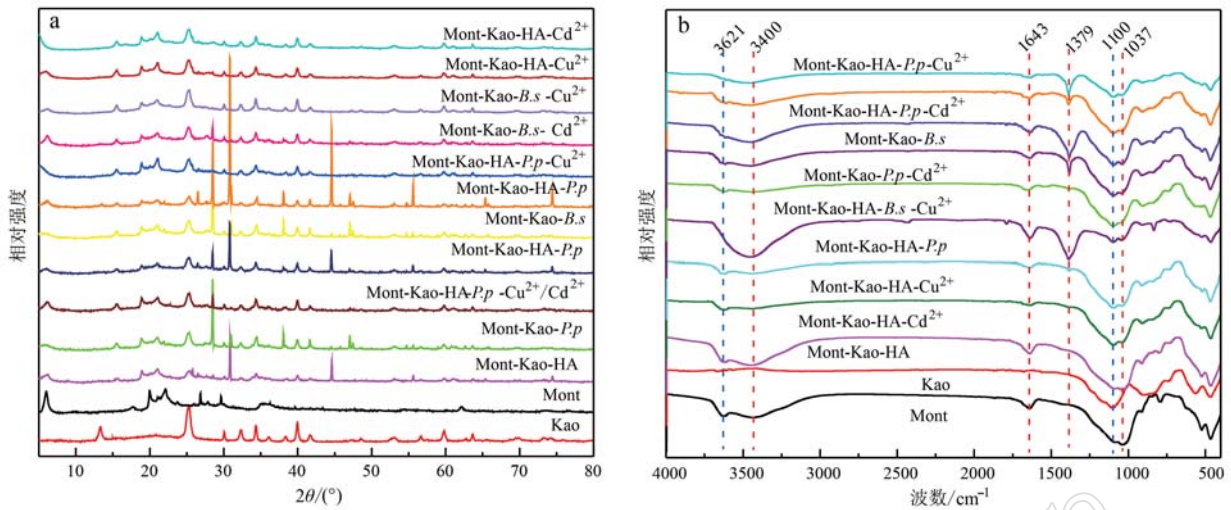 a
相对强度
Mont-Kao-HA-Cd²⁺
Mont-Kao-HA-Cu²⁺
Mont-Kao-B.s -Cu²⁺
Mont-Kao-B.s- Cd²⁺
Mont-Kao-HA-P.p-Cu²⁺
Mont-Kao-HA-P.p
Mont-Kao-B.s
Mont-Kao-HA-P.p
Mont-Kao-HA-P.p -Cu²⁺/Cd²⁺
Mont-Kao-P.p
Mont-Kao-HA
Mont
Kao
10 20 30 40 50 60 70 80
2θ/(°)
b
相对强度
3621 3400 1643 1379 1100 1037
Mont-Kao-HA-P.p-Cu²⁺
Mont-Kao-HA-P.p-Cd²⁺
Mont-Kao-B.s
Mont-Kao-P.p-Cd²⁺
Mont-Kao-HA-B.s -Cu²⁺
Mont-Kao-HA-P.p
Mont-Kao-HA-Cu²⁺
Mont-Kao-HA-Cd²⁺
Mont-Kao-HA
Kao
Mont
4000 3500 3000 2500 2000 1500 1000 500
波数/cm⁻¹